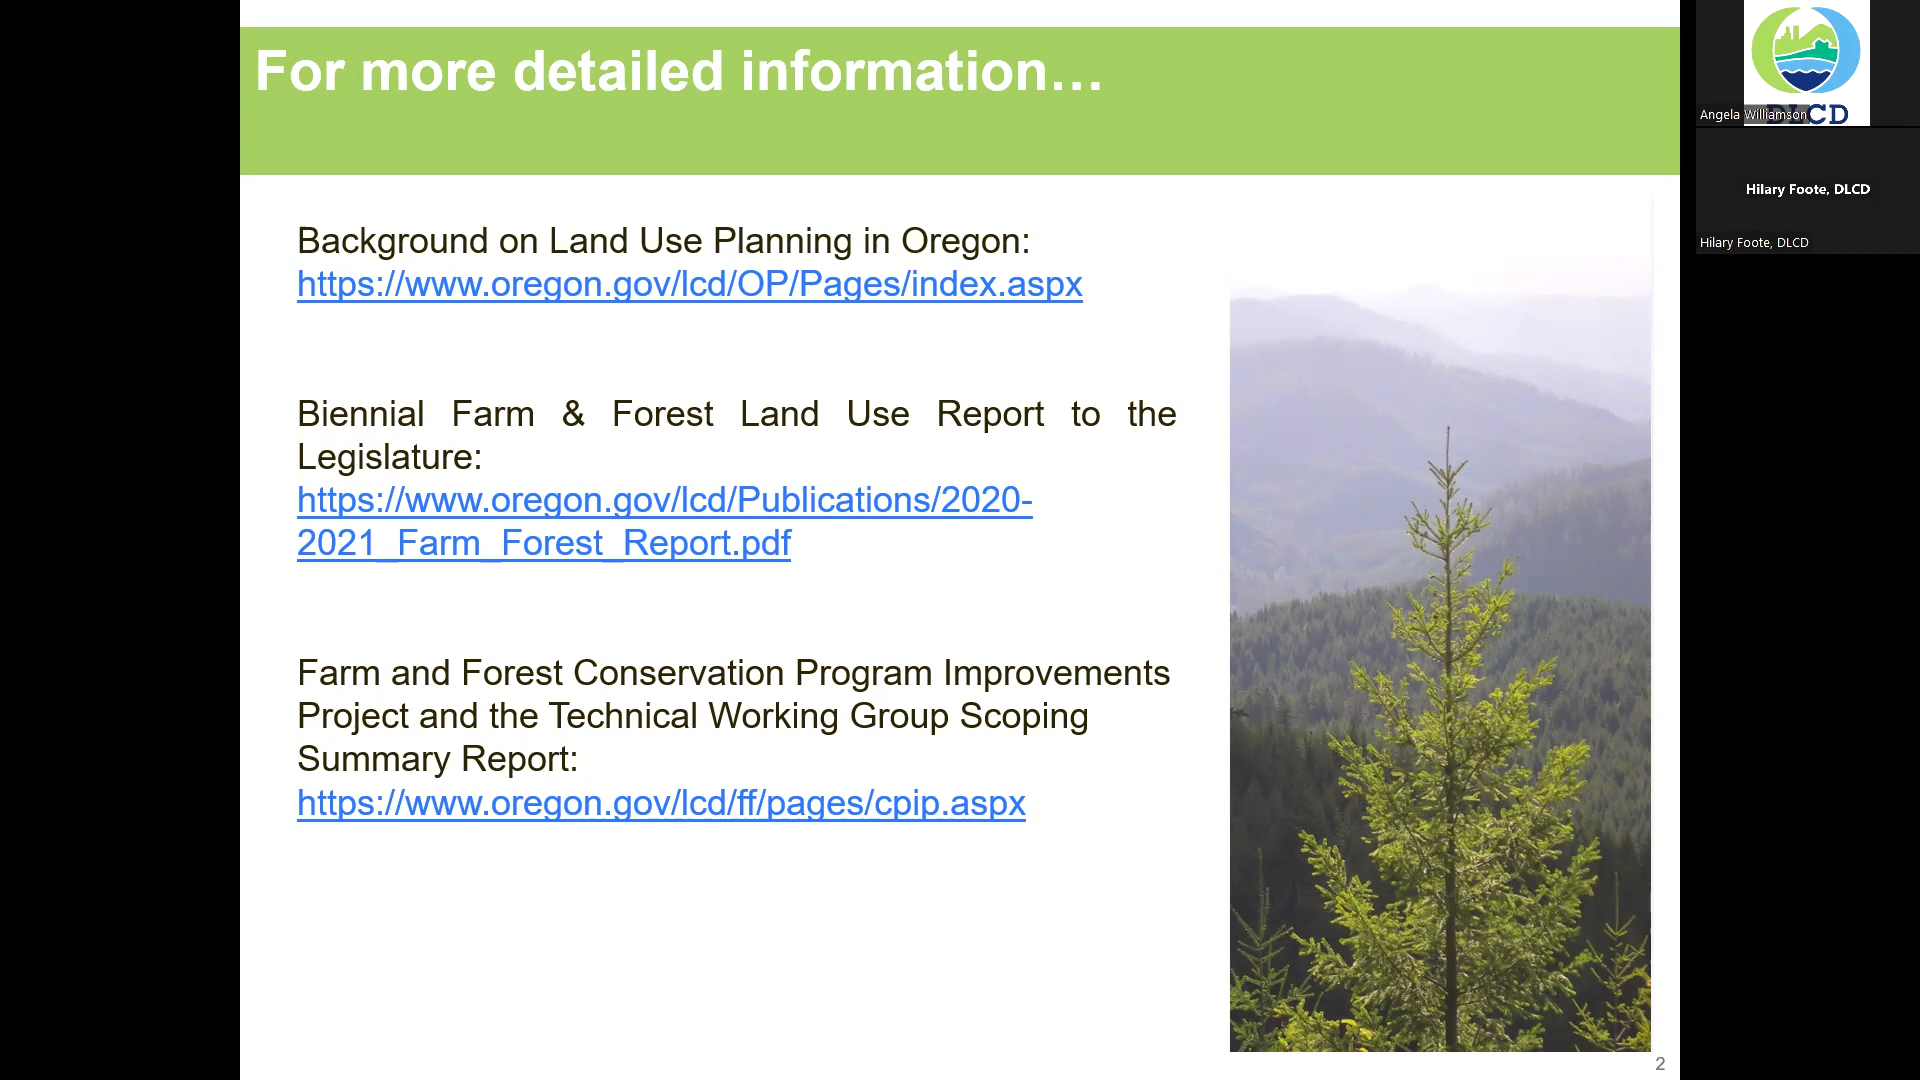 For more detailed information…
Background on Land Use Planning in Oregon:
https://www.oregon.gov/lcd/OP/Pages/index.aspx
Biennial Farm & Forest Land Use Report to the
Legislature:
https://www.oregon.gov/lcd/Publications/2020-
2021_Farm_Forest_Report.pdf
Farm and Forest Conservation Program Improvements
Project and the Technical Working Group Scoping
Summary Report:
https://www.oregon.gov/lcd/ff/pages/cpip.aspx
2
DLCD
Angela Williamson
Hilary Foote, DLCD
Hilary Foote, DLCD